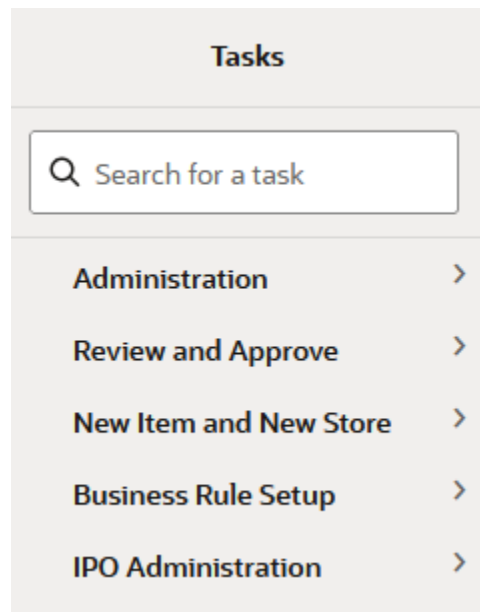 Tasks
Search for a task
Administration
Review and Approve
New Item and New Store
Business Rule Setup
IPO Administration